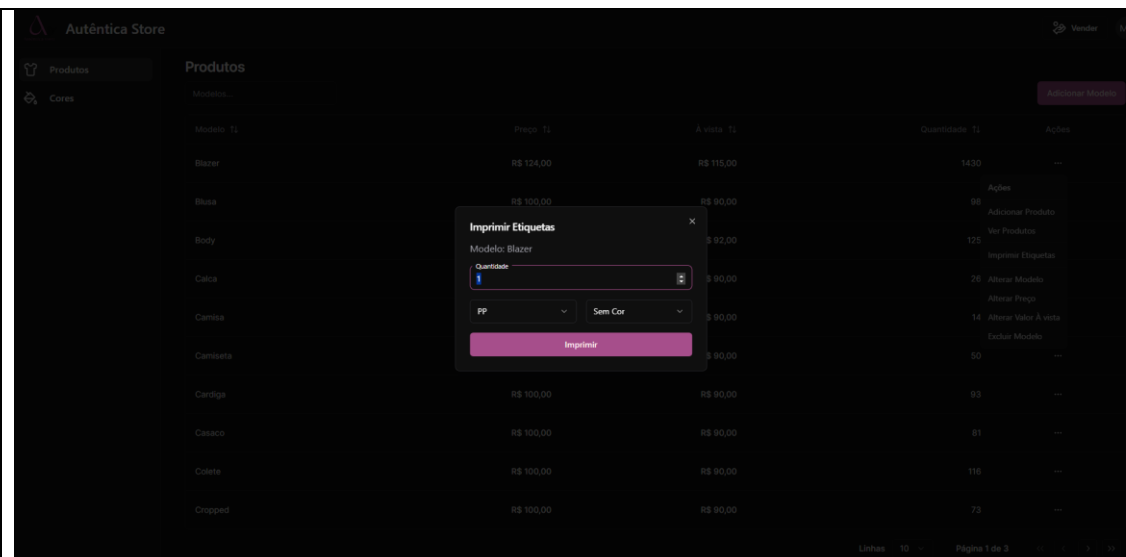 Autêntica Store
Vender
Produtos
Cores
Produtos
Modelos...
Adicionar Modelo
Modelo
Preço
À vista
Quantidade
Ações
Blazer
R$ 124,00
R$ 115,00
1430
Blusa
R$ 100,00
R$ 90,00
98
Body
$ 92,00
125
Calca
$ 90,00
26
Camisa
$ 90,00
14
Camiseta
$ 90,00
50
Cardiga
R$ 100,00
R$ 90,00
93
Casaco
R$ 100,00
R$ 90,00
81
Colete
R$ 100,00
R$ 90,00
116
Cropped
R$ 100,00
R$ 90,00
73
Ações
Adicionar Produto
Ver Produtos
Imprimir Etiquetas
Alterar Modelo
Alterar Preço
Alterar Valor À vista
Excluir Modelo
Imprimir Etiquetas
Modelo: Blazer
Quantidade
1
PP
Sem Cor
Imprimir
Linhas 10
Página 1 de 3